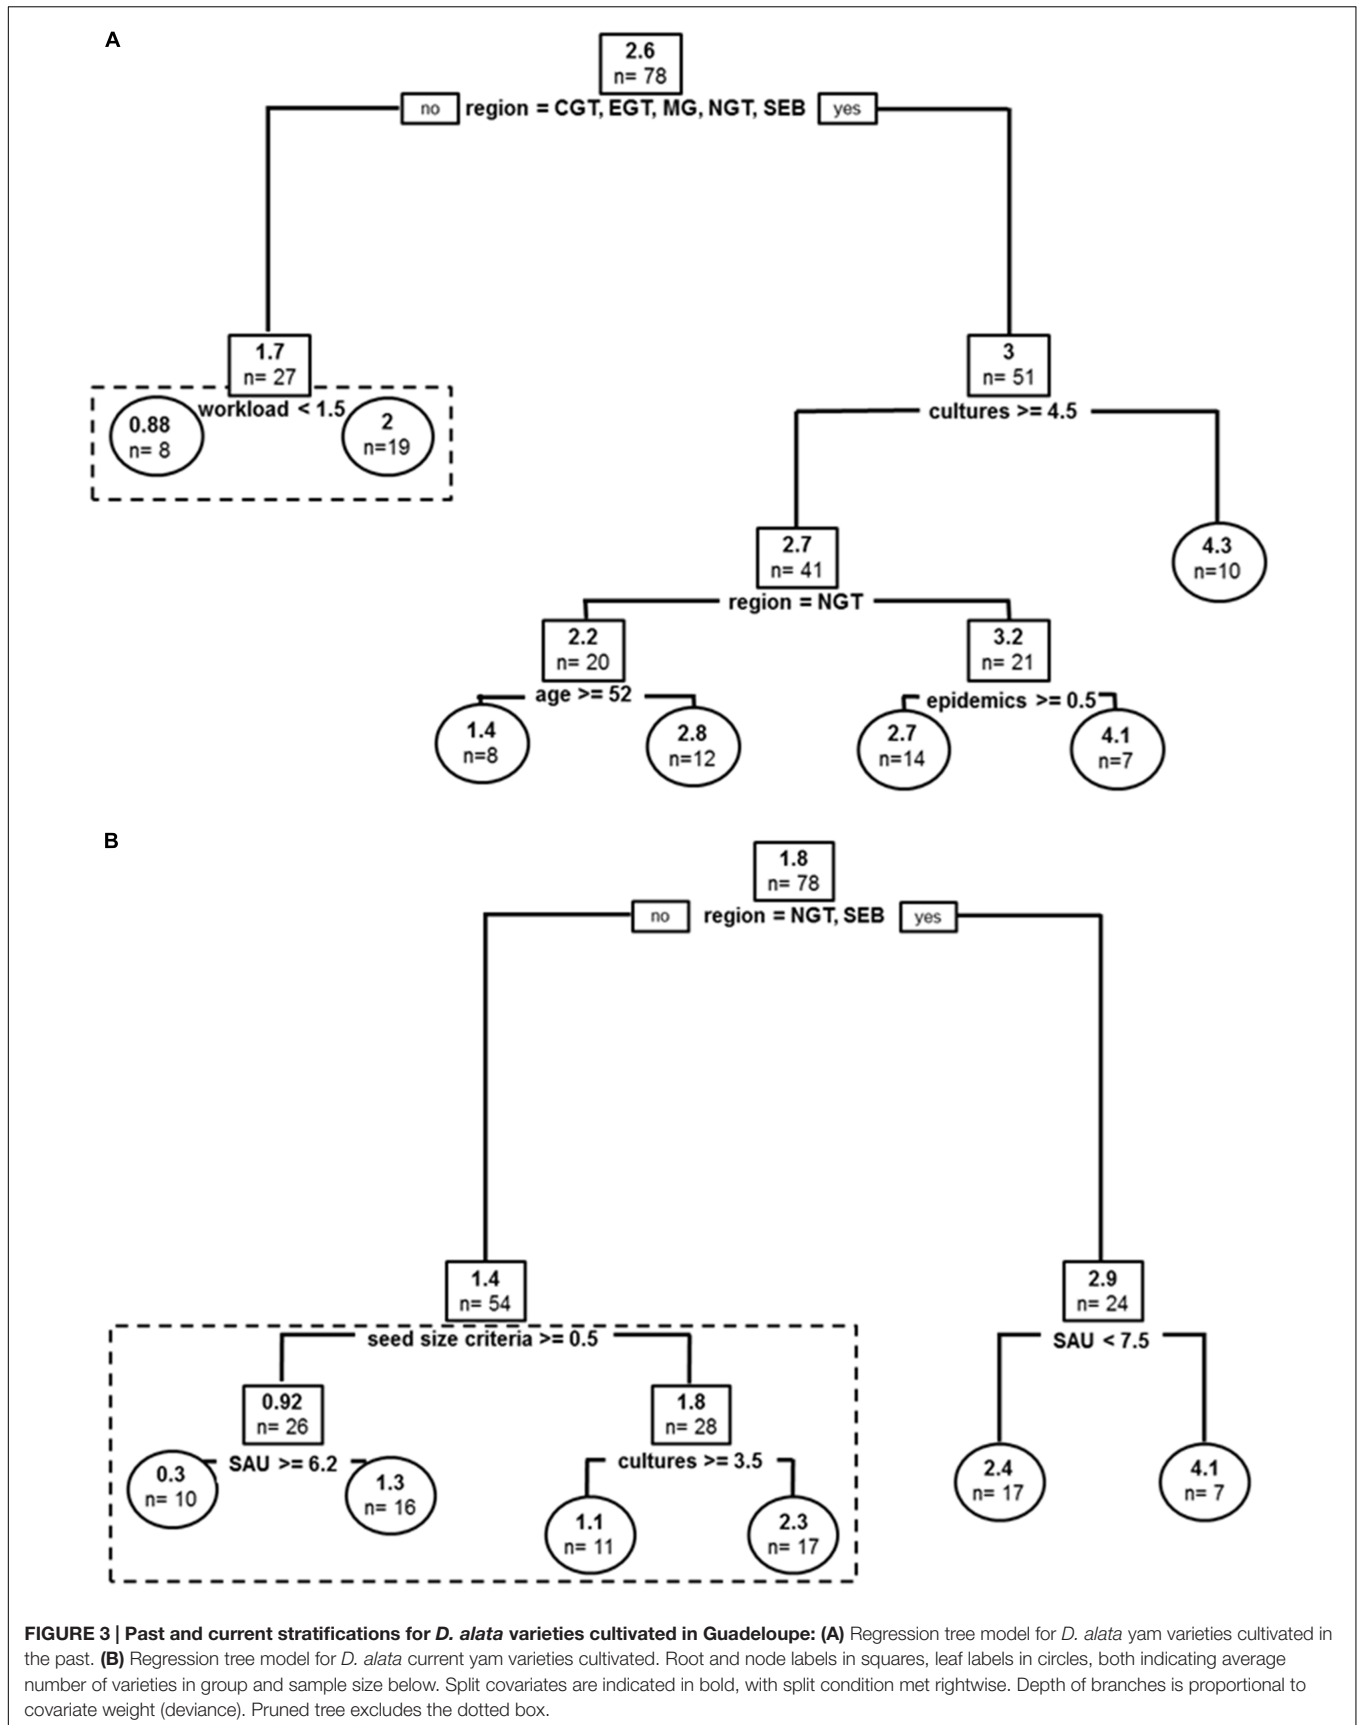 A
2.6
n= 78
no region = CGT, EGT, MG, NGT, SEB yes
1.7
n= 27
3
n= 51
workload < 1.5
cultures >= 4.5
0.88
n= 8
2
n=19
2.7
n= 41
4.3
n=10
region = NGT
2.2
n= 20
3.2
n= 21
age >= 52
epidemics >= 0.5
1.4
n=8
2.8
n=12
2.7
n=14
4.1
n=7
B
1.8
n= 78
no region = NGT, SEB yes
1.4
n= 54
2.9
n= 24
seed size criteria >= 0.5
SAU < 7.5
0.92
n= 26
1.8
n= 28
SAU >= 6.2
cultures >= 3.5
0.3
n= 10
1.3
n= 16
2.4
n= 17
4.1
n= 7
1.1
n= 11
2.3
n= 17
FIGURE 3 | Past and current stratifications for D. alata varieties cultivated in Guadeloupe: (A) Regression tree model for D. alata yam varieties cultivated in
the past. (B) Regression tree model for D. alata current yam varieties cultivated. Root and node labels in squares, leaf labels in circles, both indicating average
number of varieties in group and sample size below. Split covariates are indicated in bold, with split condition met rightwise. Depth of branches is proportional to
covariate weight (deviance). Pruned tree excludes the dotted box.